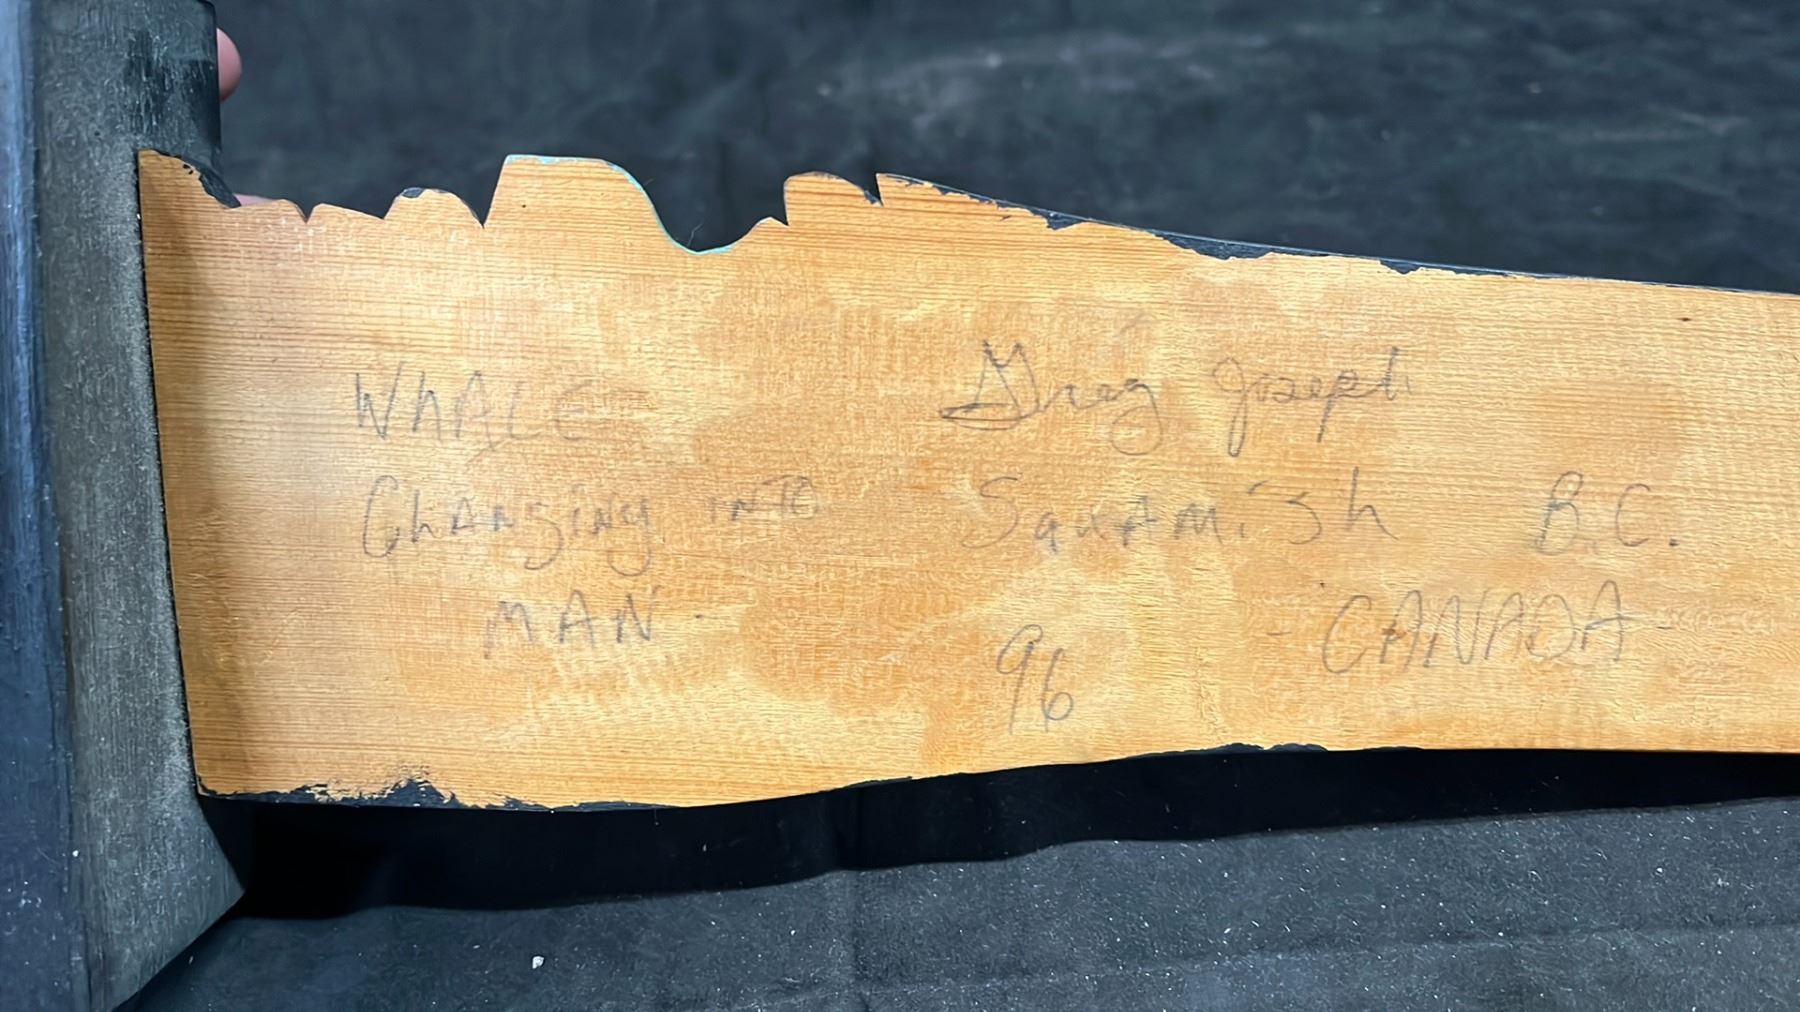 WhALE
ChANging INTO
MAN -
Greg Joseph
SquAMish B.C.
96 - CANADA -